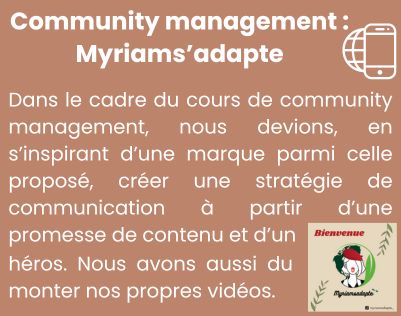 Community management :
Myriams’adapte
Dans le cadre du cours de community
management, nous devions, en
s’inspirant d’une marque parmi celle
proposé, créer une stratégie de
communication à partir d’une
promesse de contenu et d’un
héros. Nous avons aussi du
monter nos propres vidéos.
Bienvenue
Myriamsadapte
myriamsadapte_